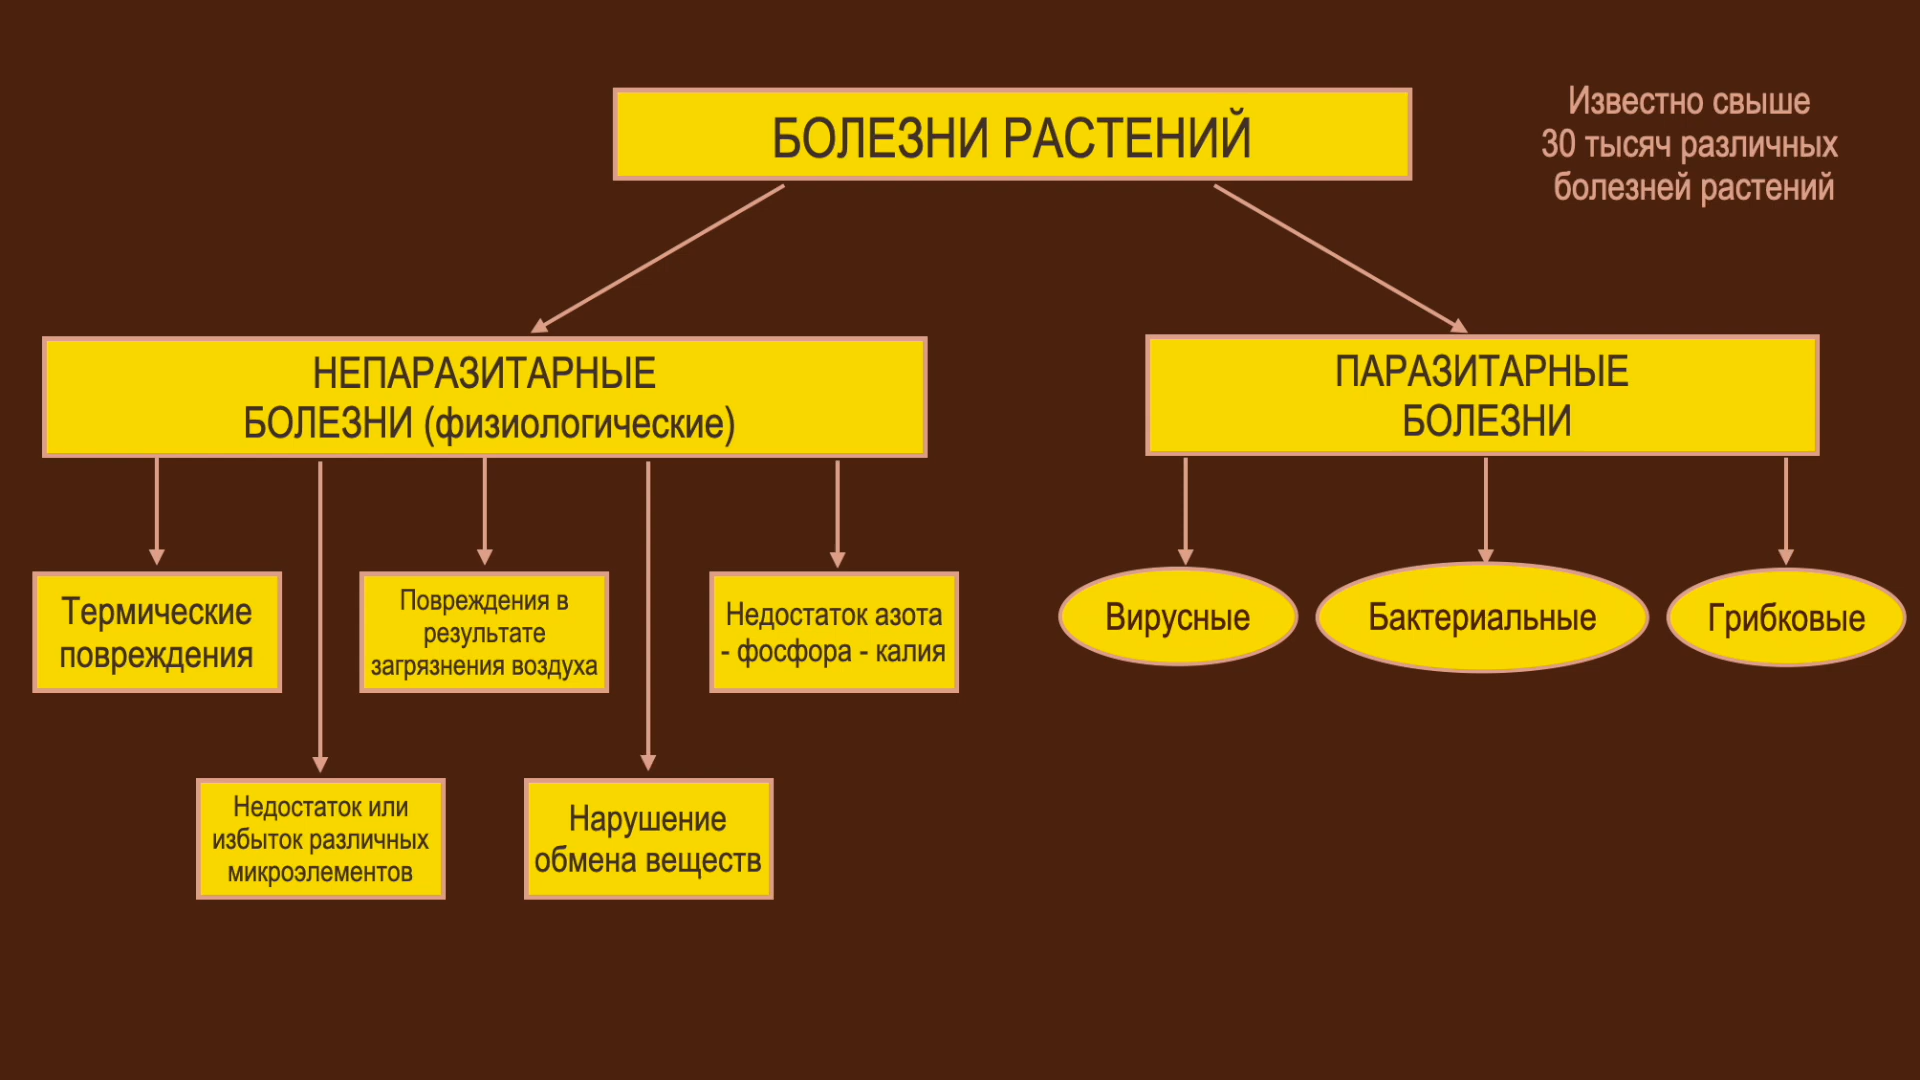 БОЛЕЗНИ РАСТЕНИЙ
Известно свыше
30 тысяч различных
болезней растений
НЕПАРАЗИТАРНЫЕ
БОЛЕЗНИ (физиологические)
ПАРАЗИТАРНЫЕ
БОЛЕЗНИ
Термические
повреждения
Повреждения в
результате
загрязнения воздуха
Недостаток азота
- фосфора - калия
Вирусные
Бактериальные
Грибковые
Недостаток или
избыток различных
микроэлементов
Нарушение
обмена веществ